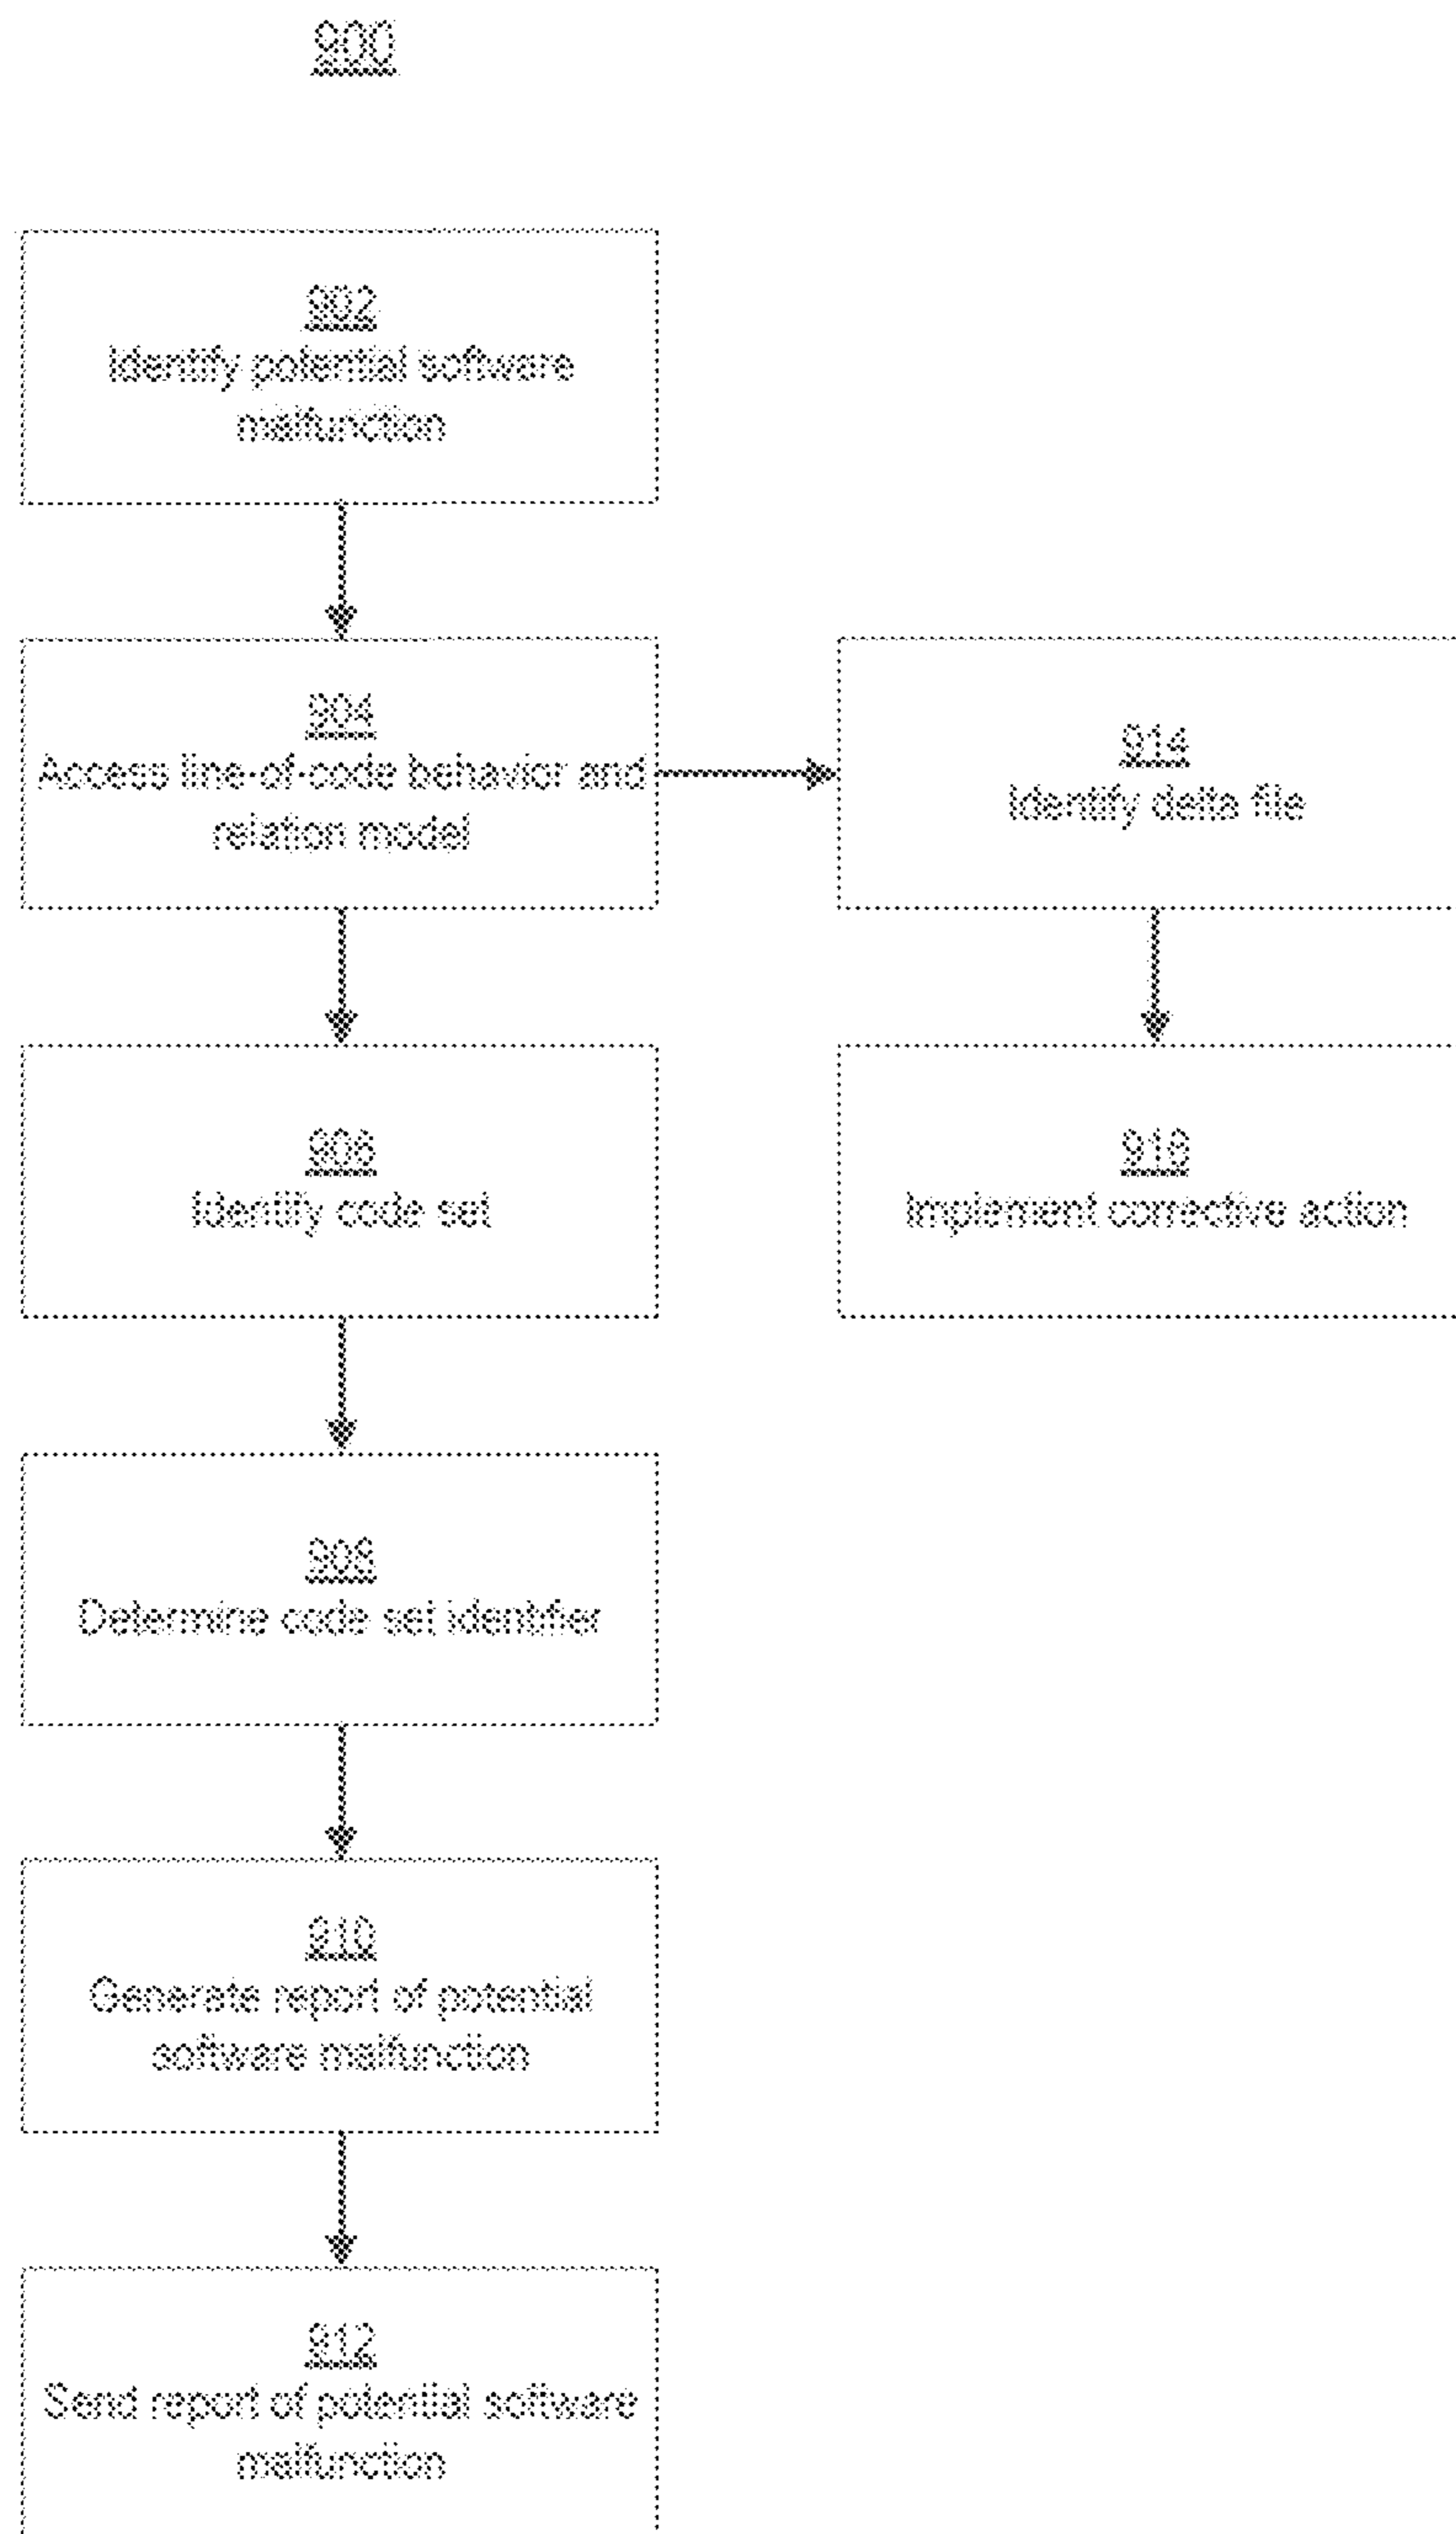 900
902
Identify potential software
malfunction
904
Access line-of-code behavior and
relation model
914
Identify delta file
906
Identify code set
916
Implement corrective action
908
Determine code set identifier
910
Generate report of potential
software malfunction
912
Send report of potential software
malfunction